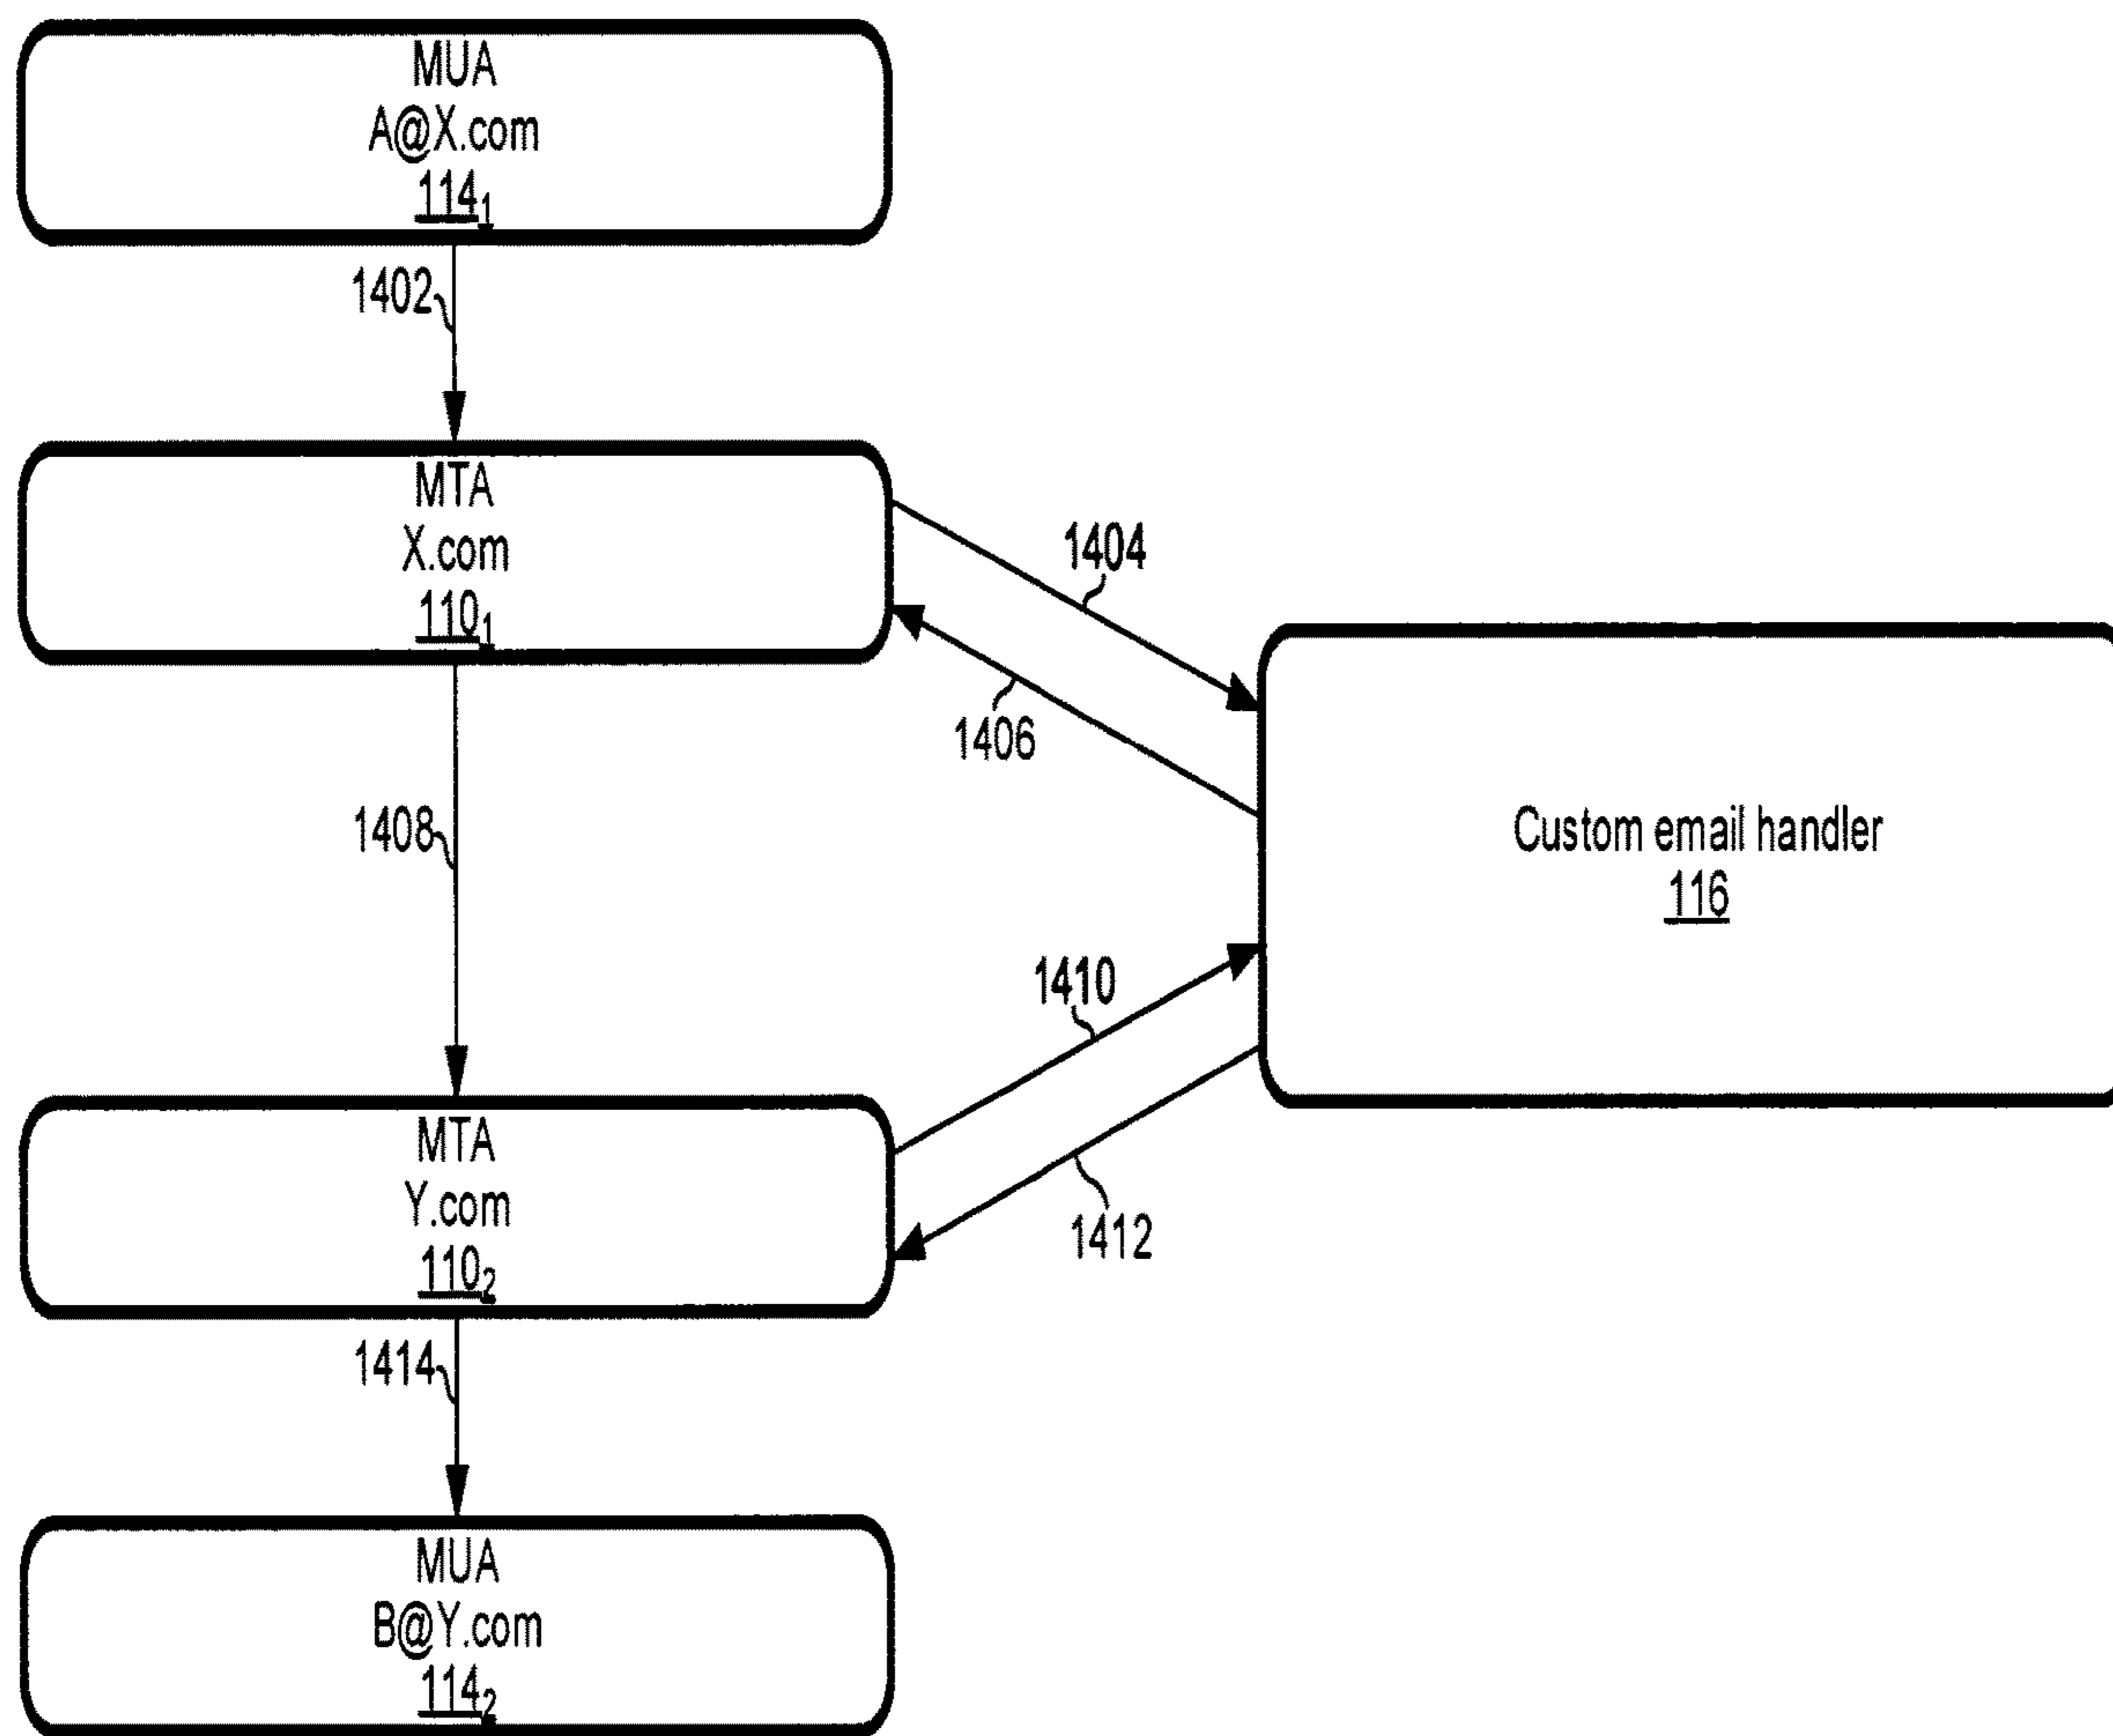 MUA
A@X.com
114₁
1402
MTA
X.com
110₁
1404
1406
1408
Custom email handler
116
1410
1412
MTA
Y.com
110₂
1414
MUA
B@Y.com
114₂